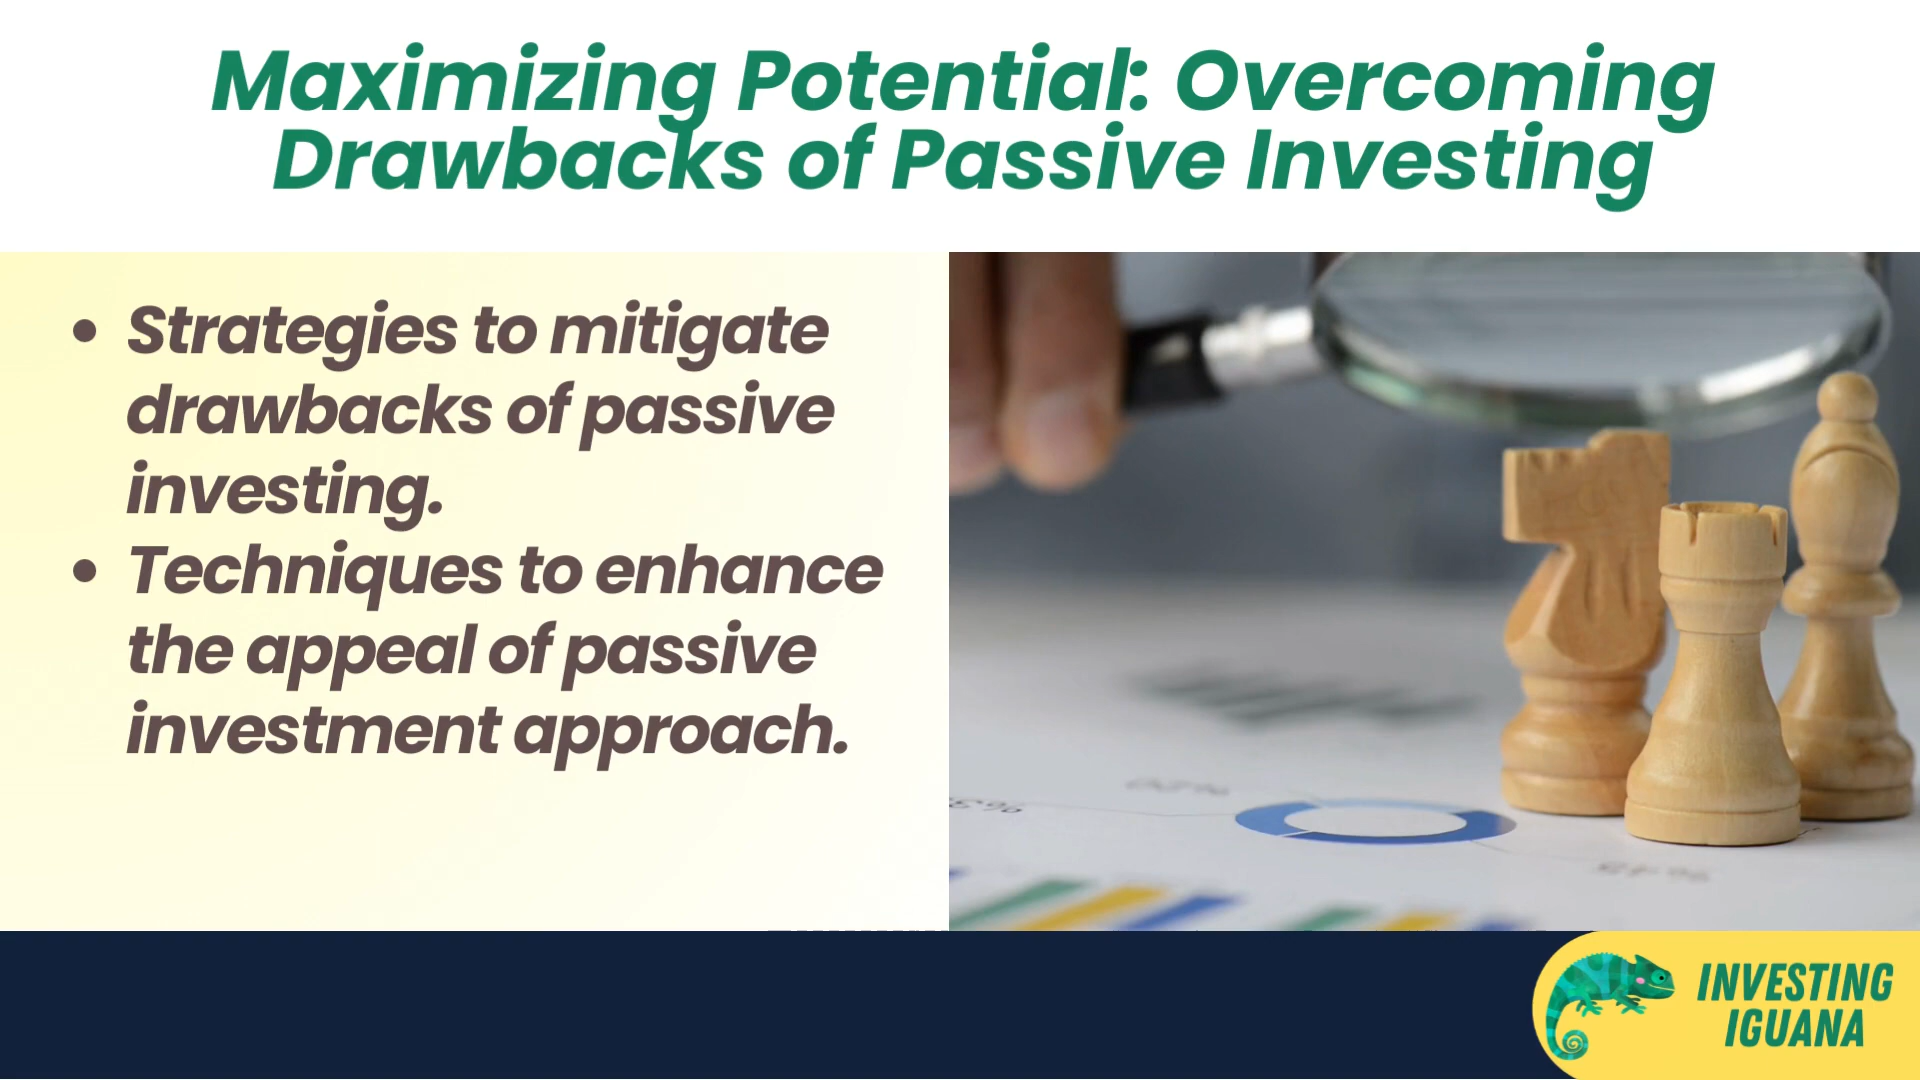 Maximizing Potential: Overcoming
Drawbacks of Passive Investing
• Strategies to mitigate
drawbacks of passive
investing.
• Techniques to enhance
the appeal of passive
investment approach.
INVESTING
IGUANA